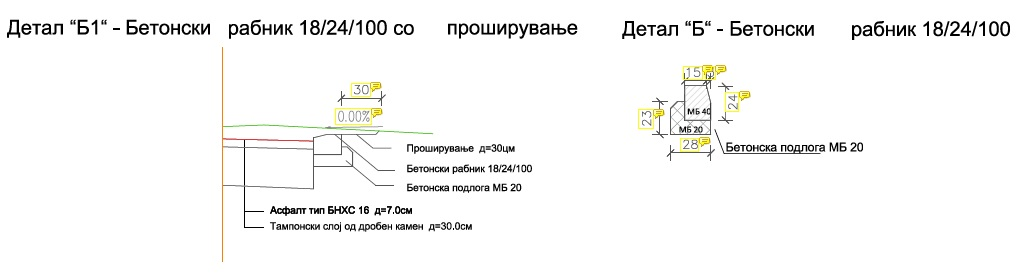 Детал “Б1“ - Бетонски рабник 18/24/100 со проширување
30
0.00%
Проширување д=30цм
Бетонски рабник 18/24/100
Бетонска подлога МБ 20
Асфалт тип БНХС 16 д=7.0см
Тампонски слој од дробен камен д=30.0см
Детал “Б“ - Бетонски рабник 18/24/100
15
24
23
МБ 40
МБ 20
28
Бетонска подлога МБ 20